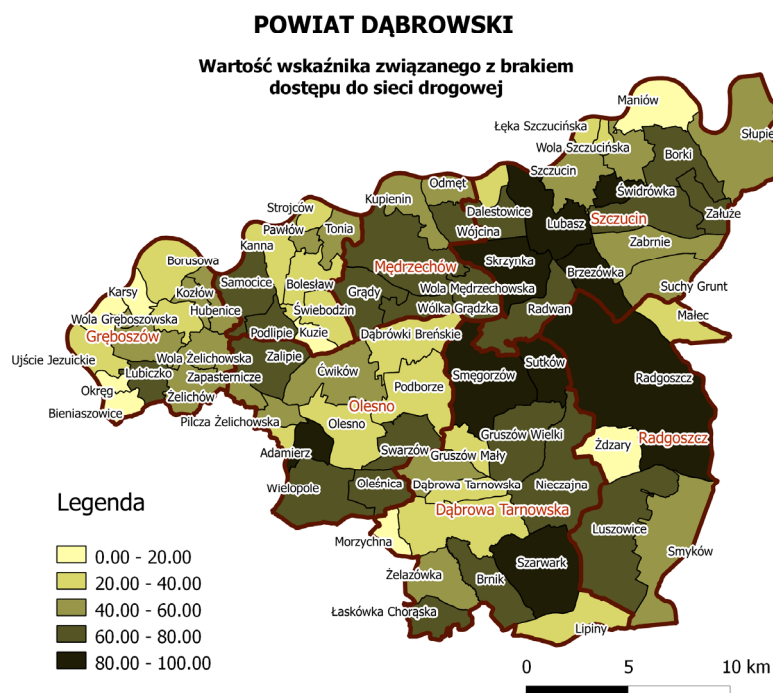 POWIAT DĄBROWSKI
Wartość wskaźnika związanego z brakiem
dostępu do sieci drogowej
Maniów
Łęka Szczucińska
Słupie
Wola Szczucińska
Borki
Szczucin
Odmęt
Kupienin
Świdrówka
Strojców
Dalestowice
Lubasz
Szczucin
Załuże
Pawłów
Tonia
Wójcina
Kanna
Zabrnie
Borusowa
Mędrzechów
Skrzynka
Samocice
Bolesław
Brzezówka
Karsy
Kozłów
Grądy
Wola Mędrzechowska
Suchy Grunt
Hubenice
Świebodzin
Wólka Grądzka
Radwan
Wola Gręboszowska
Małec
Gręboszów
Podlipie
Kuzie
Dąbrówki Breńskie
Ujście Jezuickie
Wola Żelichowska
Zalipie
Lubiczko
Zapasternicze
Ćwików
Smęgorzów
Sutków
Radgoszcz
Okręg
Żelichów
Podborze
Bieniaszowice
Olesno
Pilcza Żelichowska
Olesno
Gruszów Wielki
Radgoszcz
Adamierz
Swarzów
Gruszów Mały
Żdzary
Wielopole
Oleśnica
Dąbrowa Tarnowska
Nieczajna
Dąbrowa Tarnowska
Luszowice
Morzychna
Smyków
Szarwark
Żelazówka
Brnik
Łaskówka Chorąska
Lipiny
Legenda
0.00 - 20.00
20.00 - 40.00
40.00 - 60.00
60.00 - 80.00
80.00 - 100.00
0 5 10 km